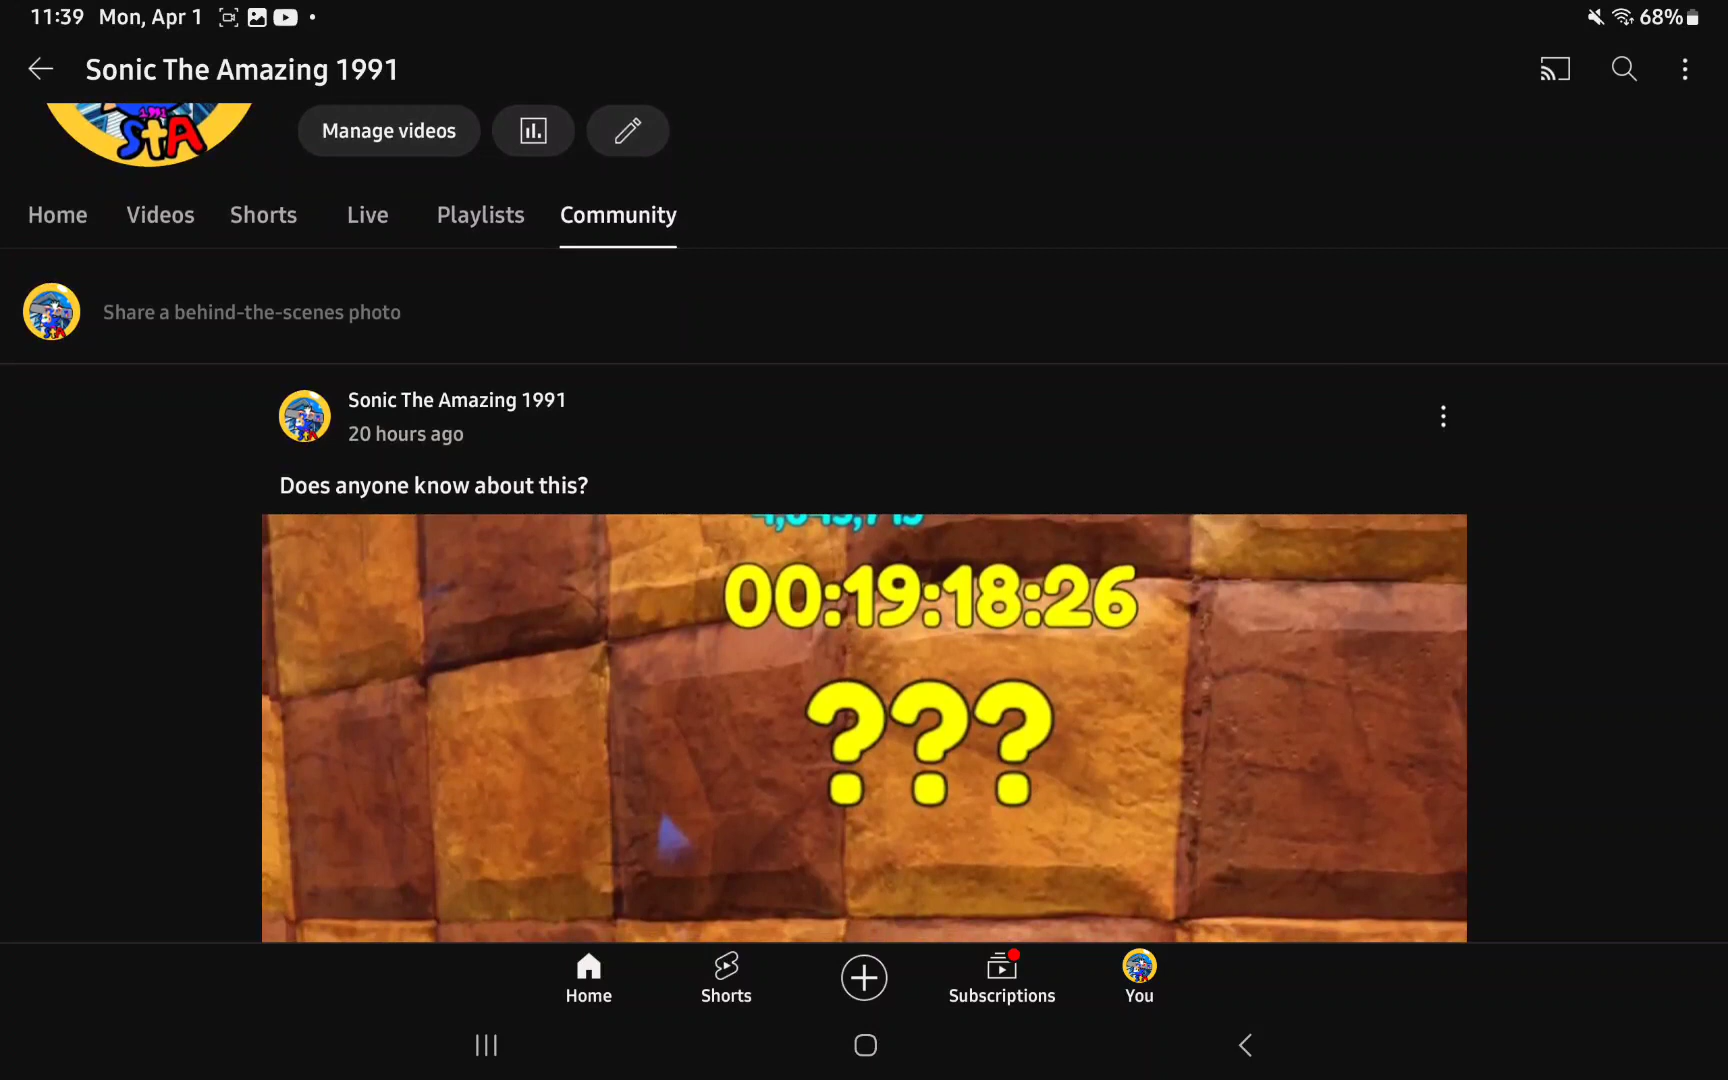 11:39 Mon, Apr 1
68%
Sonic The Amazing 1991
1991
StA
Manage videos
Home Videos Shorts Live Playlists Community
Share a behind-the-scenes photo
Sonic The Amazing 1991
20 hours ago
Does anyone know about this?
00:19:18:26
???
Home Shorts Subscriptions You